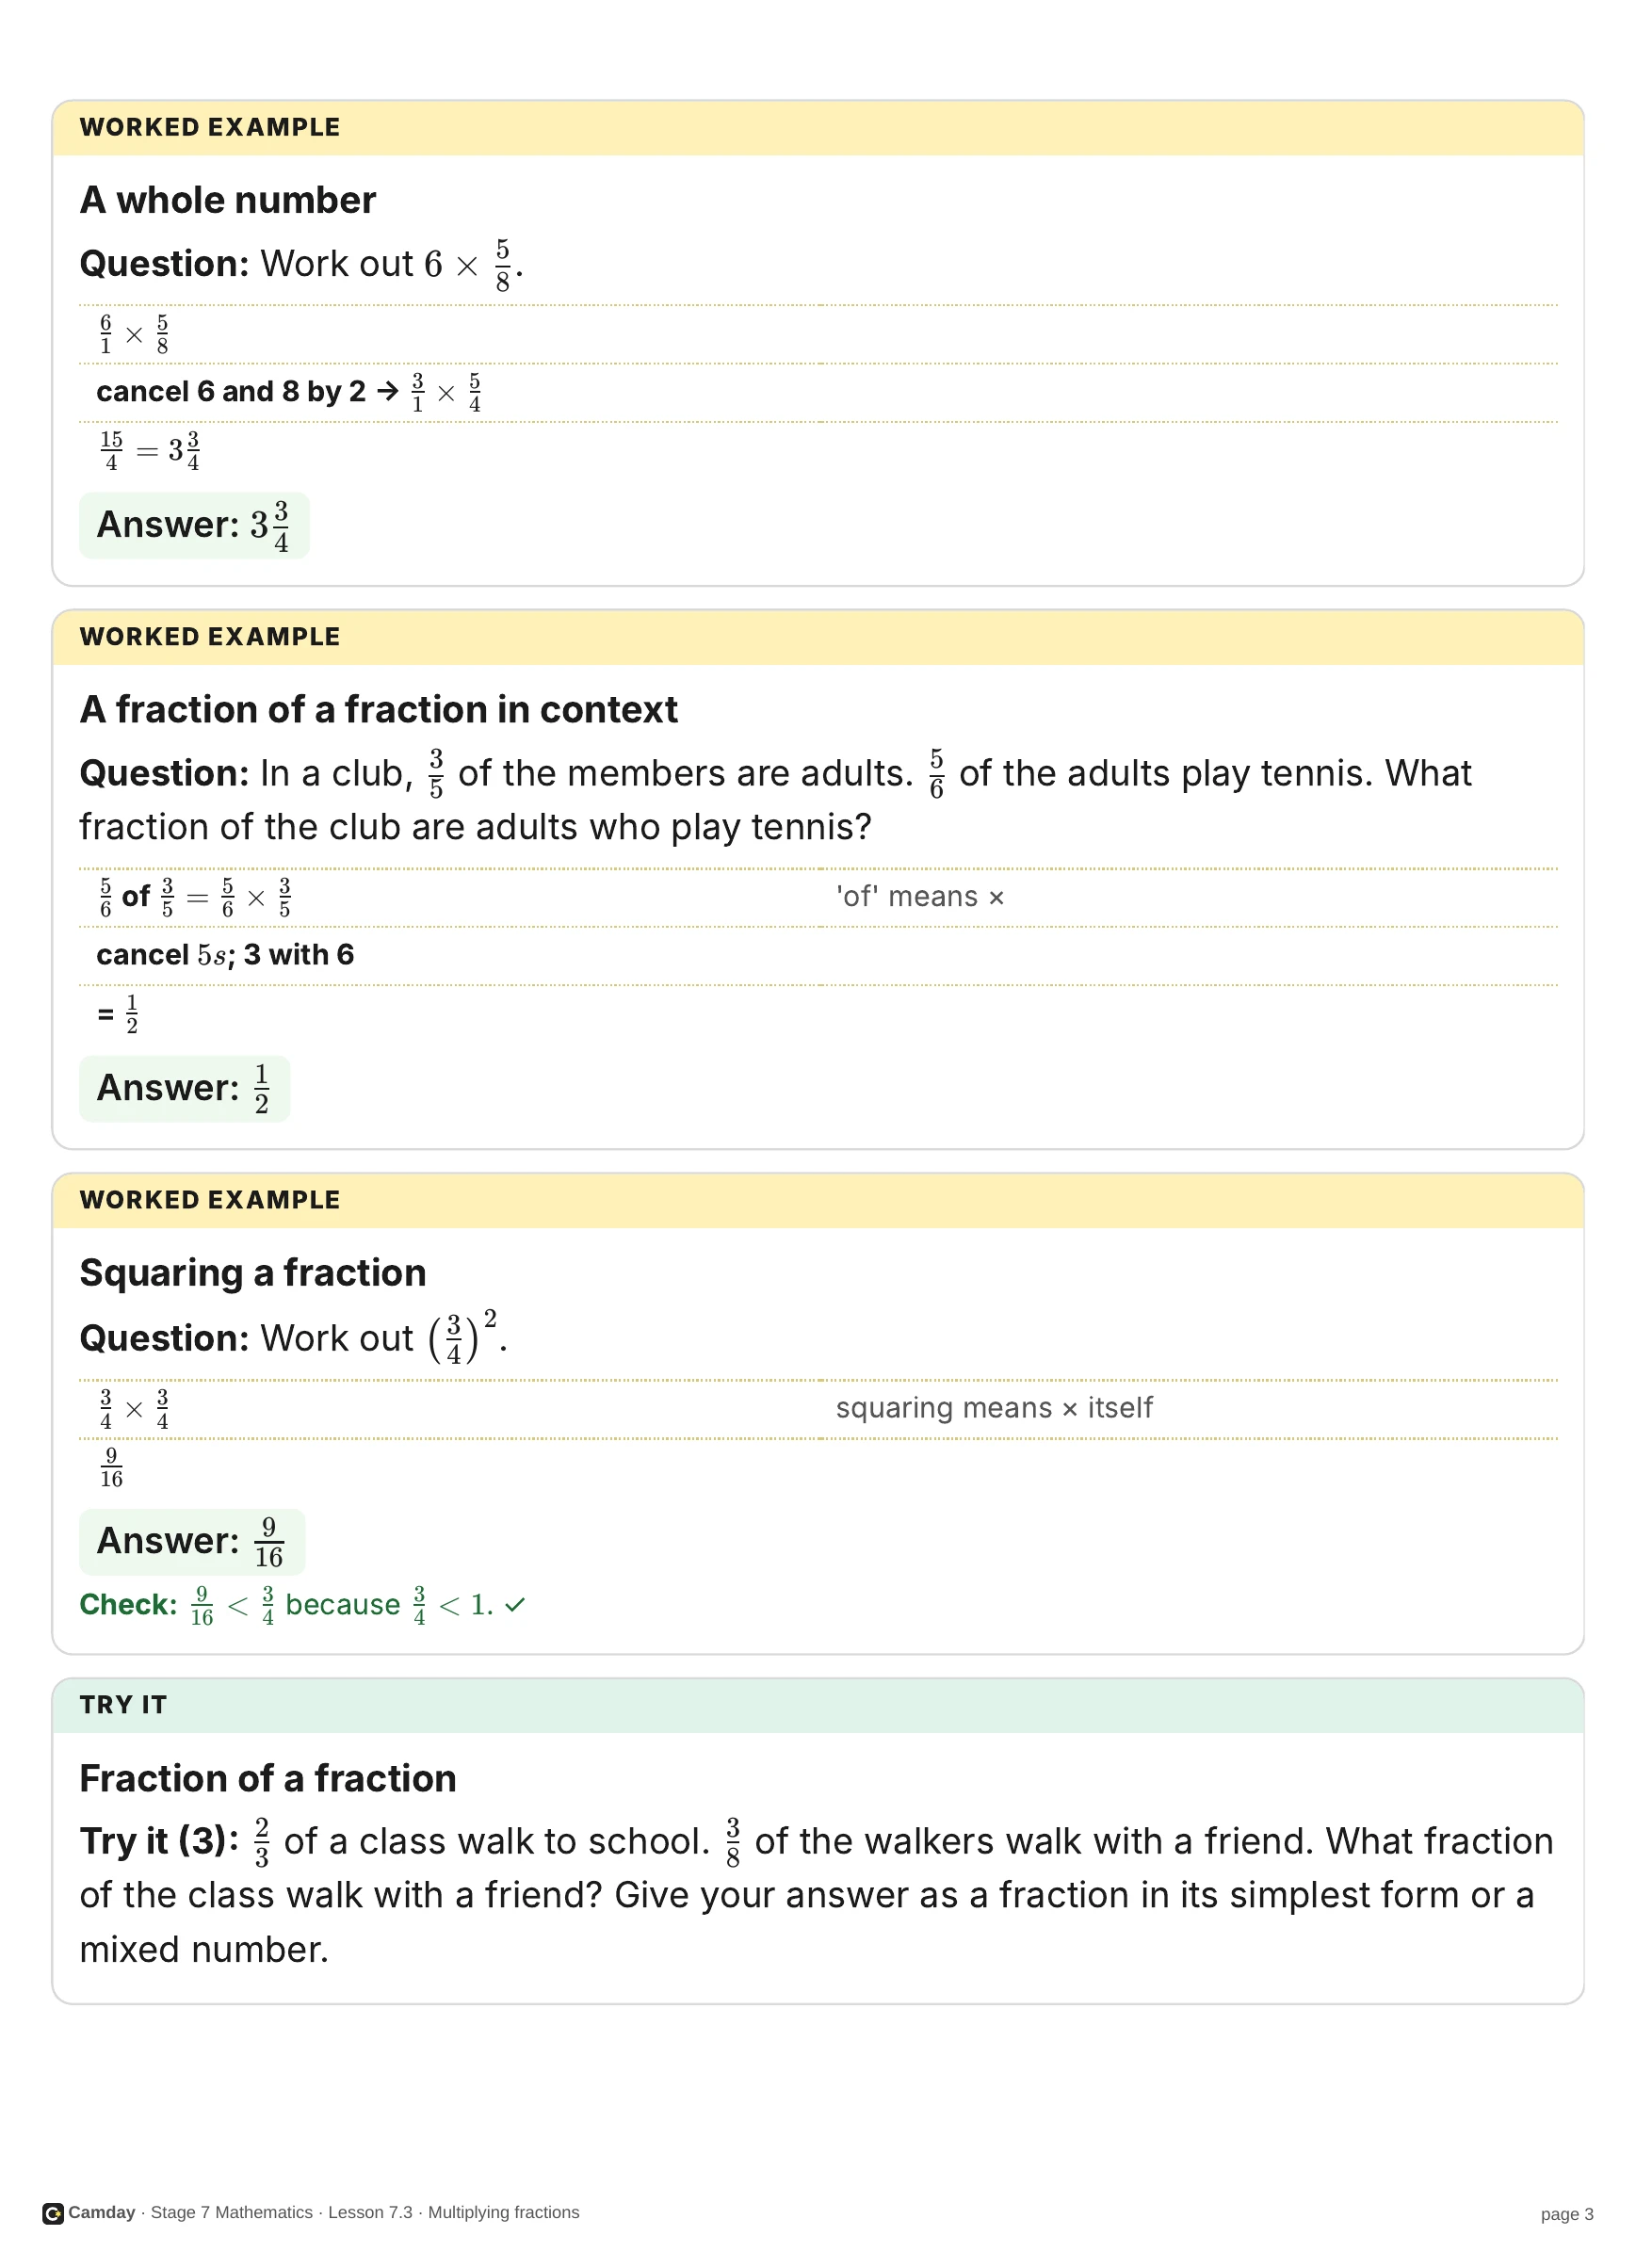 WORKED EXAMPLE
A whole number
Question: Work out 6 × 5/8.
6/1 × 5/8
cancel 6 and 8 by 2 → 3/1 × 5/4
15/4 = 3 3/4
Answer: 3 3/4
WORKED EXAMPLE
A fraction of a fraction in context
Question: In a club, 3/5 of the members are adults. 5/6 of the adults play tennis. What
fraction of the club are adults who play tennis?
5/6 of 3/5 = 5/6 × 3/5 'of' means ×
cancel 5s; 3 with 6
= 1/2
Answer: 1/2
WORKED EXAMPLE
Squaring a fraction
Question: Work out (3/4)².
3/4 × 3/4 squaring means × itself
9/16
Answer: 9/16
Check: 9/16 < 3/4 because 3/4 < 1. ✓
TRY IT
Fraction of a fraction
Try it (3): 2/3 of a class walk to school. 3/8 of the walkers walk with a friend. What fraction
of the class walk with a friend? Give your answer as a fraction in its simplest form or a
mixed number.
Camday · Stage 7 Mathematics · Lesson 7.3 · Multiplying fractions page 3